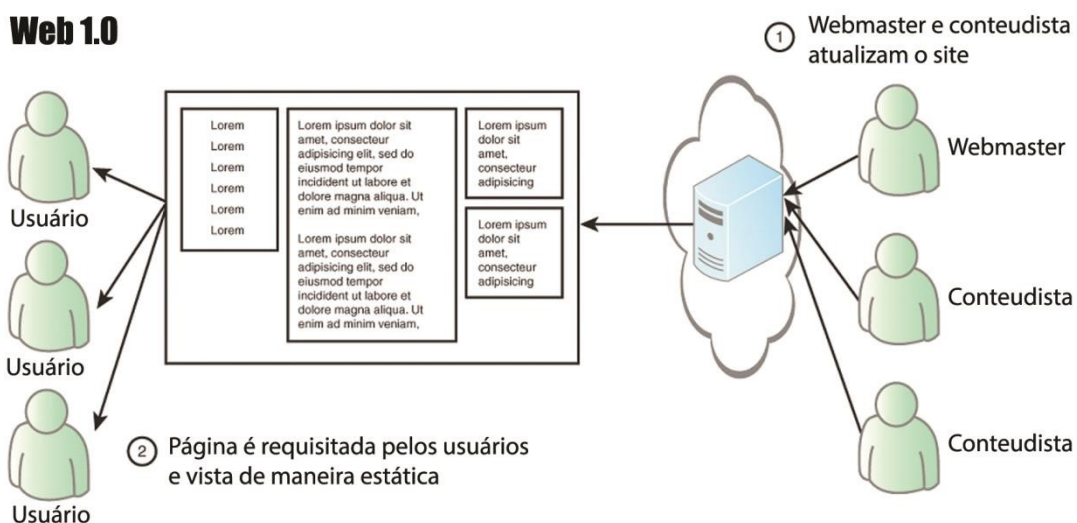 Web 1.0
1 Webmaster e conteudista
atualizam o site
Usuário
Usuário
Usuário
Lorem
Lorem
Lorem
Lorem
Lorem
Lorem
Lorem ipsum dolor sit
amet, consecteur
adipisicing elit, sed do
eiusmod tempor
incidident ut labore et
dolore magna aliqua. Ut
enim ad minim veniam,
Lorem ipsum dolor sit
amet, consecteur
adipisicing elit, sed do
eiusmod tempor
incidident ut labore et
dolore magna aliqua. Ut
enim ad minim veniam,
Lorem ipsum
dolor sit
amet,
consecteur
adipisicing
Lorem ipsum
dolor sit
amet,
consecteur
adipisicing
Webmaster
Conteudista
Conteudista
2 Página é requisitada pelos usuários
e vista de maneira estática